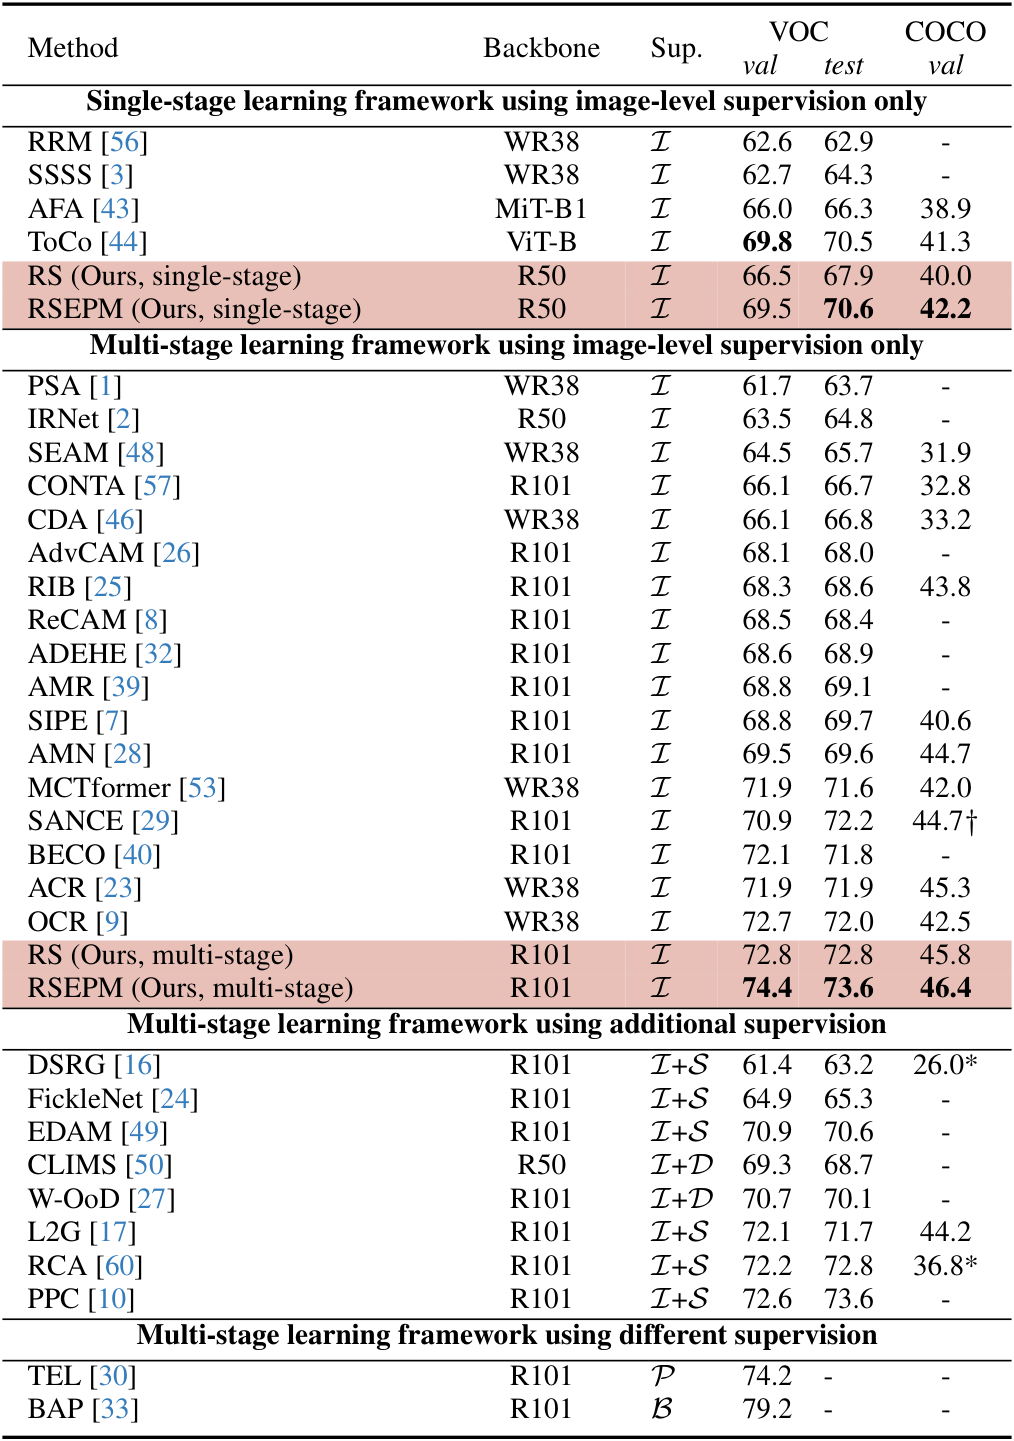 Method Backbone Sup. VOC COCO
val test val
Single-stage learning framework using image-level supervision only
RRM [56] WR38 ℐ 62.6 62.9 -
SSSS [3] WR38 ℐ 62.7 64.3 -
AFA [43] MiT-B1 ℐ 66.0 66.3 38.9
ToCo [44] ViT-B ℐ 69.8 70.5 41.3
RS (Ours, single-stage) R50 ℐ 66.5 67.9 40.0
RSEPM (Ours, single-stage) R50 ℐ 69.5 70.6 42.2
Multi-stage learning framework using image-level supervision only
PSA [1] WR38 ℐ 61.7 63.7 -
IRNet [2] R50 ℐ 63.5 64.8 -
SEAM [48] WR38 ℐ 64.5 65.7 31.9
CONTA [57] R101 ℐ 66.1 66.7 32.8
CDA [46] WR38 ℐ 66.1 66.8 33.2
AdvCAM [26] R101 ℐ 68.1 68.0 -
RIB [25] R101 ℐ 68.3 68.6 43.8
ReCAM [8] R101 ℐ 68.5 68.4 -
ADEHE [32] R101 ℐ 68.6 68.9 -
AMR [39] R101 ℐ 68.8 69.1 -
SIPE [7] R101 ℐ 68.8 69.7 40.6
AMN [28] R101 ℐ 69.5 69.6 44.7
MCTformer [53] WR38 ℐ 71.9 71.6 42.0
SANCE [29] R101 ℐ 70.9 72.2 44.7†
BECO [40] R101 ℐ 72.1 71.8 -
ACR [23] WR38 ℐ 71.9 71.9 45.3
OCR [9] WR38 ℐ 72.7 72.0 42.5
RS (Ours, multi-stage) R101 ℐ 72.8 72.8 45.8
RSEPM (Ours, multi-stage) R101 ℐ 74.4 73.6 46.4
Multi-stage learning framework using additional supervision
DSRG [16] R101 ℐ+𝒮 61.4 63.2 26.0*
FickleNet [24] R101 ℐ+𝒮 64.9 65.3 -
EDAM [49] R101 ℐ+𝒮 70.9 70.6 -
CLIMS [50] R50 ℐ+𝒟 69.3 68.7 -
W-OoD [27] R101 ℐ+𝒟 70.7 70.1 -
L2G [17] R101 ℐ+𝒮 72.1 71.7 44.2
RCA [60] R101 ℐ+𝒮 72.2 72.8 36.8*
PPC [10] R101 ℐ+𝒮 72.6 73.6 -
Multi-stage learning framework using different supervision
TEL [30] R101 𝒫 74.2 - -
BAP [33] R101 ℬ 79.2 - -